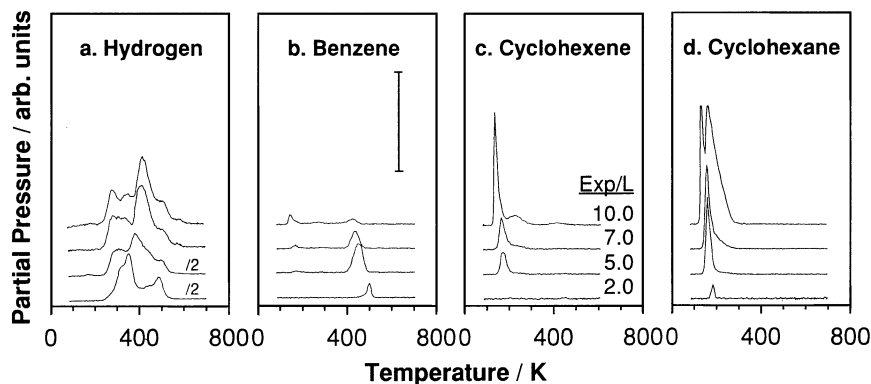 Partial Pressure / arb. units
a. Hydrogen
b. Benzene
c. Cyclohexene
d. Cyclohexane
Exp/L
10.0
7.0
5.0
2.0
/2
/2
0 400 800
0 400 800
0 400 800
0 400 800
Temperature / K